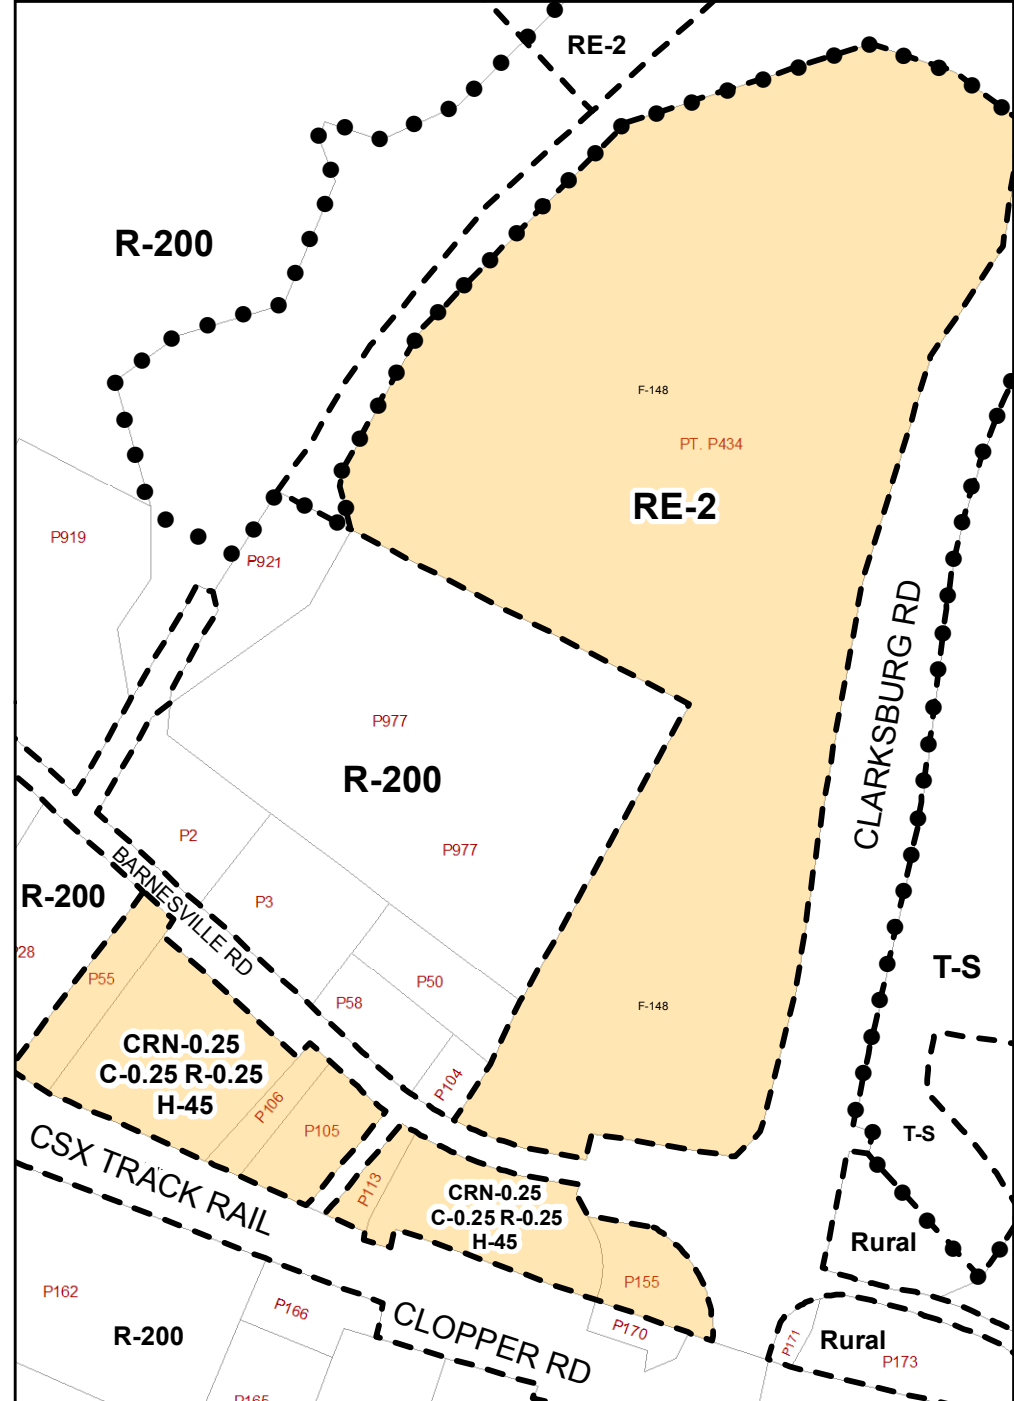 RE-2
R-200
F-148
PT. P434
RE-2
P919
P921
CLARKSBURG RD
P977
R-200
P2
P977
BARNESVILLE RD
R-200
P3
28
P55
P50
P58
T-S
F-148
CRN-0.25
C-0.25 R-0.25
H-45
P104
P106
P105
T-S
CSX TRACK RAIL
P113
CRN-0.25
C-0.25 R-0.25
H-45
Rural
P155
P162
P166
R-200
CLOPPER RD
P170
P171
Rural
P173
P165